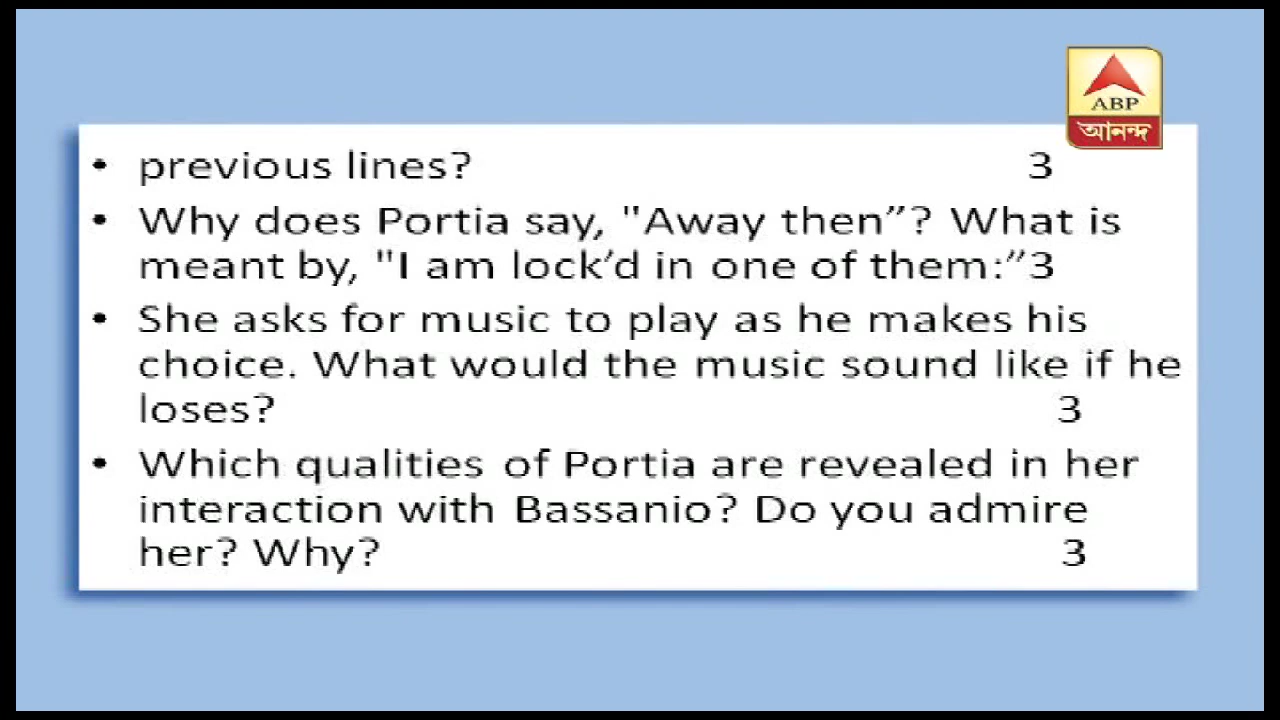 ABP
আনন্দ
• previous lines? 3
• Why does Portia say, "Away then”? What is
meant by, "I am lock’d in one of them:”3
• She asks for music to play as he makes his
choice. What would the music sound like if he
loses? 3
• Which qualities of Portia are revealed in her
interaction with Bassanio? Do you admire
her? Why? 3